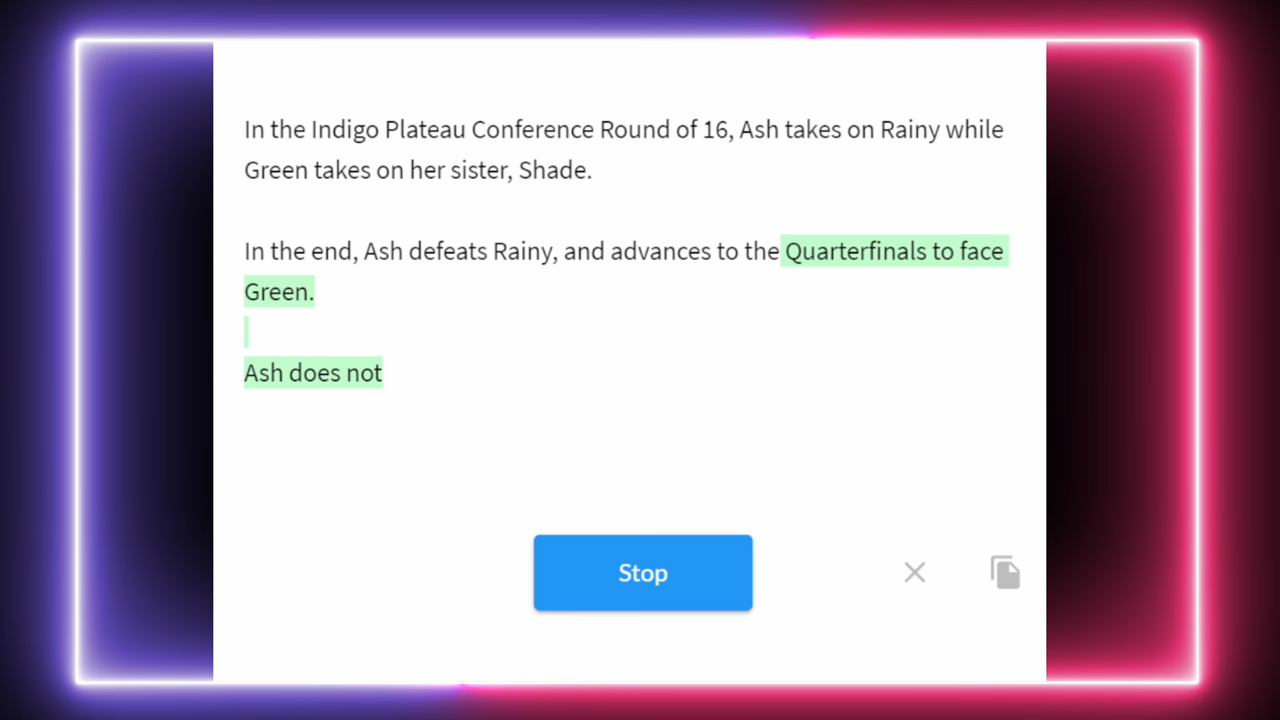 In the Indigo Plateau Conference Round of 16, Ash takes on Rainy while
Green takes on her sister, Shade.
In the end, Ash defeats Rainy, and advances to the Quarterfinals to face
Green.
Ash does not
Stop